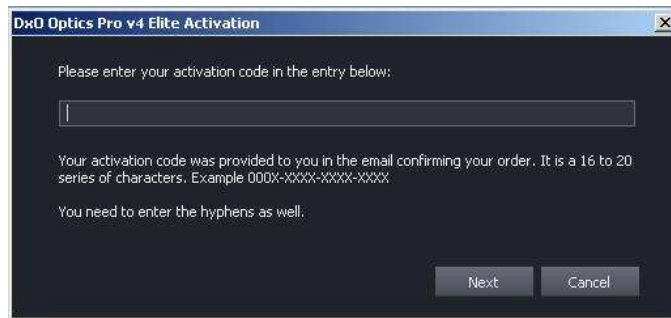 DxO Optics Pro v4 Elite Activation
Please enter your activation code in the entry below:
Your activation code was provided to you in the email confirming your order. It is a 16 to 20
series of characters. Example 000X-XXXX-XXXX-XXXX
You need to enter the hyphens as well.
Next
Cancel